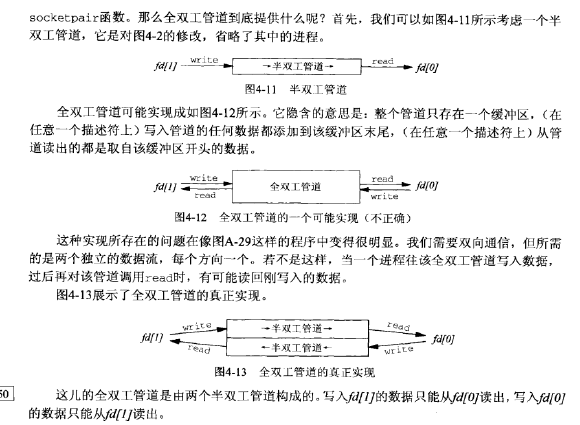 socketpair函数。那么全双工管道到底提供什么呢？首先，我们可以如图4-11所示考虑一个半
双工管道，它是对图4-2的修改，省略了其中的进程。
fd[1] write →半双工管道→ read fd[0]
图4-11 半双工管道
全双工管道可能实现成如图4-12所示。它隐含的意思是：整个管道只存在一个缓冲区，（在
任意一个描述符上）写入管道的任何数据都添加到该缓冲区末尾，（在任意一个描述符上）从管
道读出的都是取自该缓冲区开头的数据。
write read
fd[1] 全双工管道 fd[0]
read write
图4-12 全双工管道的一个可能实现（不正确）
这种实现所存在的问题在像图A-29这样的程序中变得很明显。我们需要双向通信，但所需
的是两个独立的数据流，每个方向一个。若不是这样，当一个进程往该全双工管道写入数据，
过后再对该管道调用read时，有可能读回刚写入的数据。
图4-13展示了全双工管道的真正实现。
write →半双工管道→ read
fd[1] fd[0]
read ←半双工管道← write
图4-13 全双工管道的真正实现
50 这儿的全双工管道是由两个半双工管道构成的。写入fd[1]的数据只能从fd[0]读出，写入fd[0]
的数据只能从fd[1]读出。